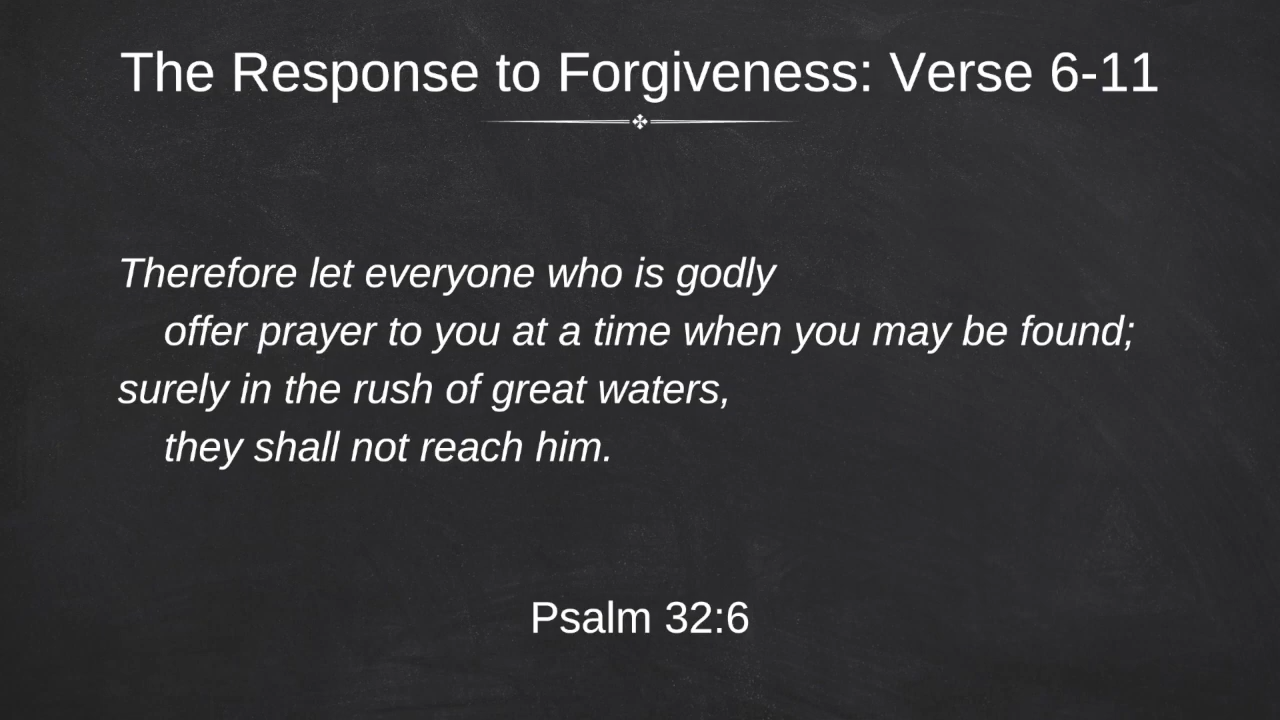 The Response to Forgiveness: Verse 6-11
Therefore let everyone who is godly
offer prayer to you at a time when you may be found;
surely in the rush of great waters,
they shall not reach him.
Psalm 32:6